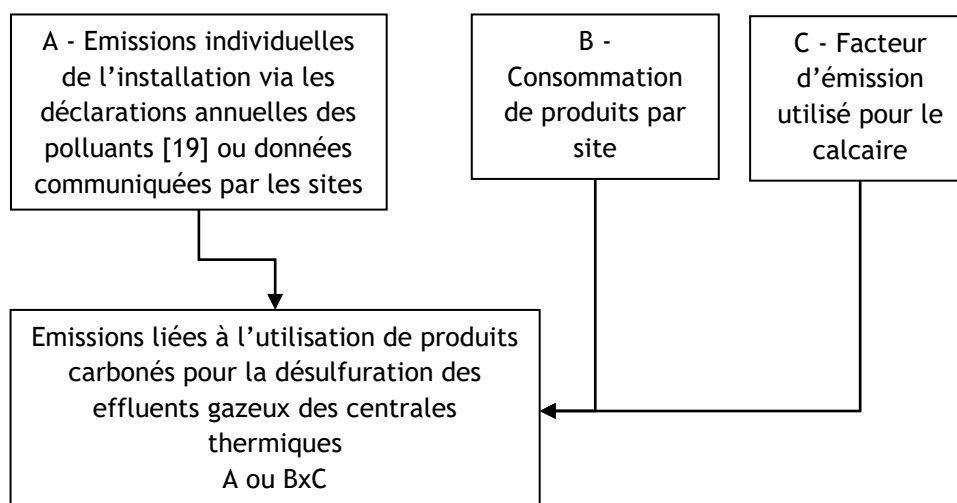 A - Emissions individuelles
de l’installation via les
déclarations annuelles des
polluants [19] ou données
communiquées par les sites
B -
Consommation
de produits par
site
C - Facteur
d’émission
utilisé pour le
calcaire
Emissions liées à l’utilisation de produits
carbonés pour la désulfuration des
effluents gazeux des centrales
thermiques
A ou BxC